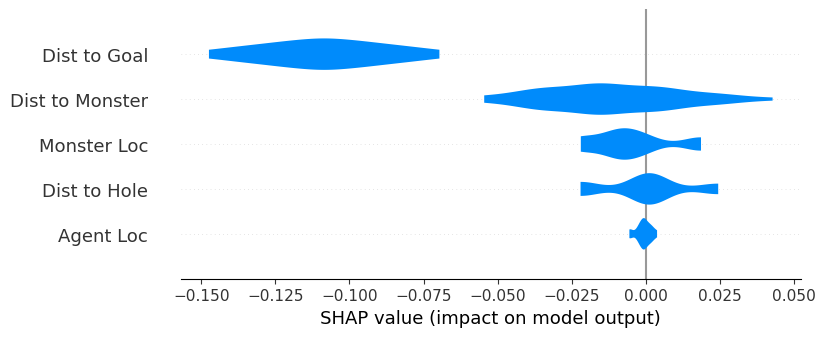 Dist to Goal
Dist to Monster
Monster Loc
Dist to Hole
Agent Loc
−0.150 −0.125 −0.100 −0.075 −0.050 −0.025 0.000 0.025 0.050
SHAP value (impact on model output)